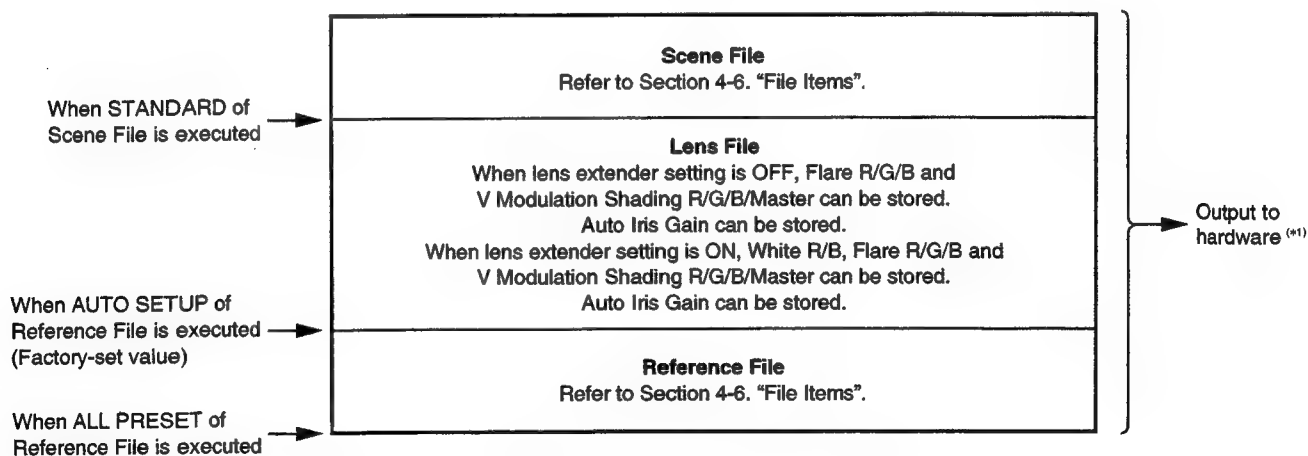 Scene File
Refer to Section 4-6. “File Items”.
When STANDARD of
Scene File is executed
Lens File
When lens extender setting is OFF, Flare R/G/B and
V Modulation Shading R/G/B/Master can be stored.
Auto Iris Gain can be stored.
When lens extender setting is ON, White R/B, Flare R/G/B and
V Modulation Shading R/G/B/Master can be stored.
Auto Iris Gain can be stored.
Output to
hardware (*1)
When AUTO SETUP of
Reference File is executed
(Factory-set value)
Reference File
Refer to Section 4-6. “File Items”.
When ALL PRESET of
Reference File is executed